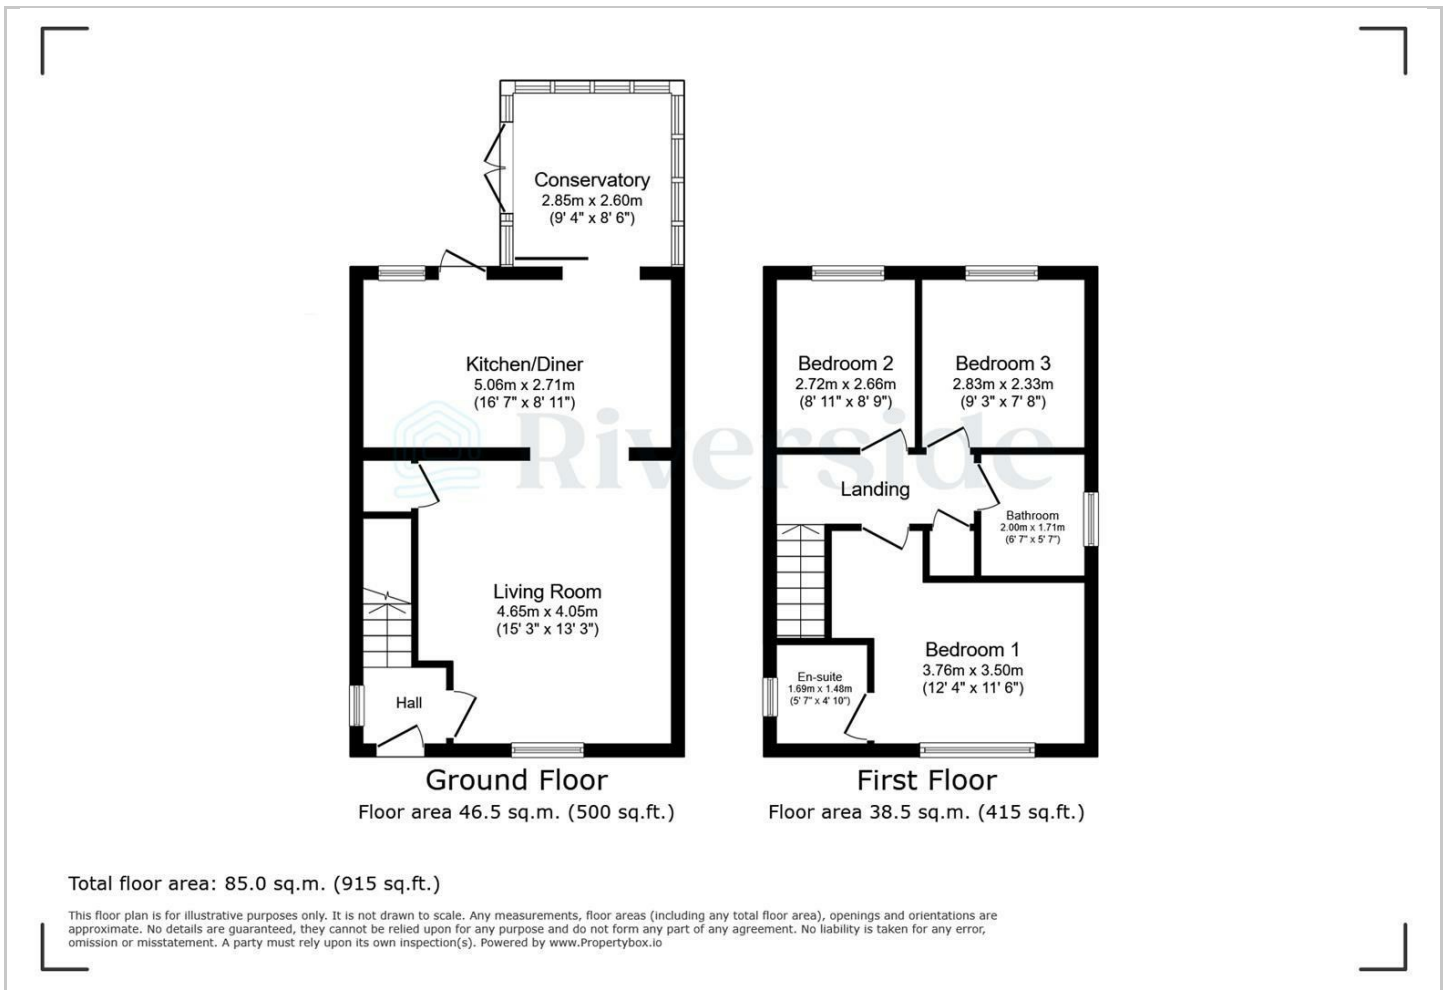 Conservatory
2.85m x 2.60m
(9' 4" x 8' 6")
Kitchen/Diner
5.06m x 2.71m
(16' 7" x 8' 11")
Bedroom 2
2.72m x 2.66m
(8' 11" x 8' 9")
Bedroom 3
2.83m x 2.33m
(9' 3" x 7' 8")
Riverside
Landing
Bathroom
2.00m x 1.71m
(6' 7" x 5' 7")
Living Room
4.65m x 4.05m
(15' 3" x 13' 3")
Hall
Bedroom 1
3.76m x 3.50m
(12' 4" x 11' 6")
En-suite
1.69m x 1.48m
(5' 7" x 4' 10")
Ground Floor
Floor area 46.5 sq.m. (500 sq.ft.)
First Floor
Floor area 38.5 sq.m. (415 sq.ft.)
Total floor area: 85.0 sq.m. (915 sq.ft.)
This floor plan is for illustrative purposes only. It is not drawn to scale. Any measurements, floor areas (including any total floor area), openings and orientations are
approximate. No details are guaranteed, they cannot be relied upon for any purpose and do not form any part of any agreement. No liability is taken for any error,
omission or misstatement. A party must rely upon its own inspection(s). Powered by www.Propertybox.io